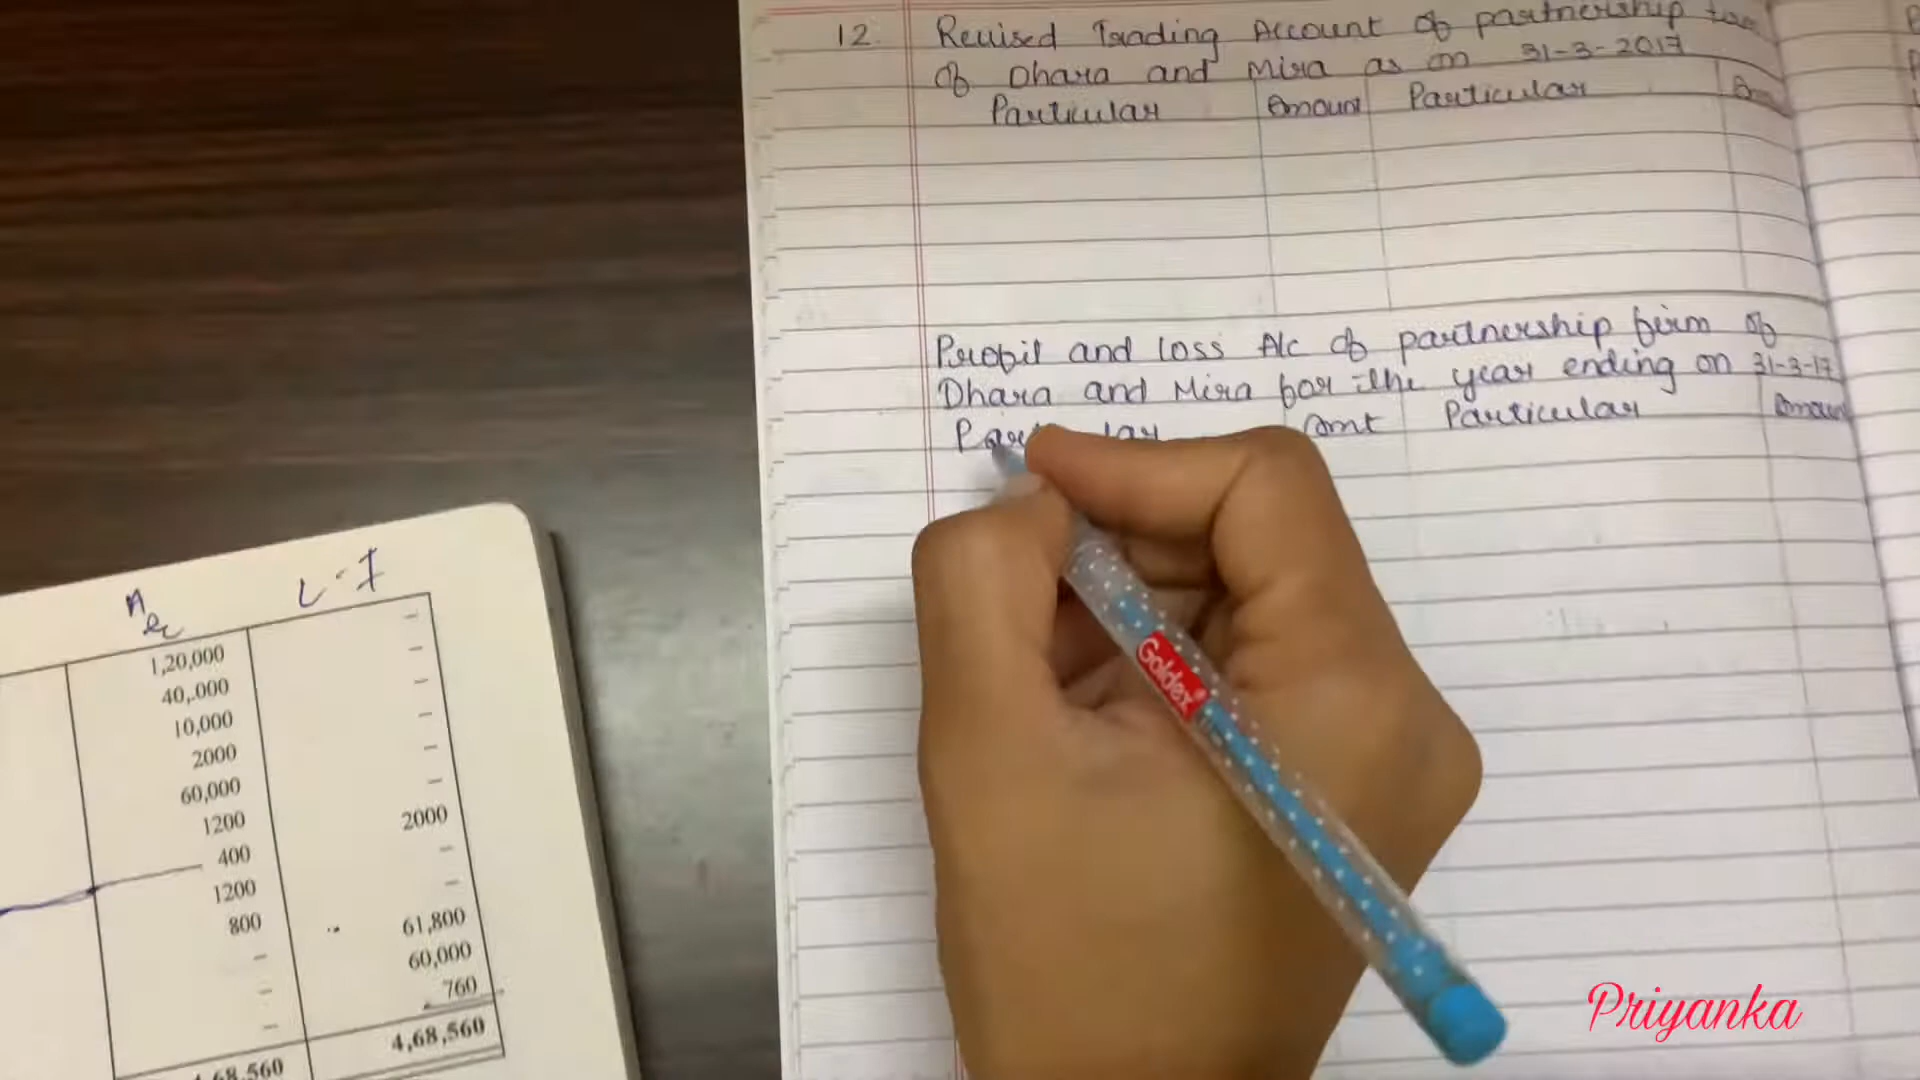 12. Revised Trading Account of partnership
of Dhara and Mira as on 31-3-2017
Particular Amount Particular
Profit and loss A/c of partnership firm of
Dhara and Mira for the year ending on 31-3-17
Amt Particular Amoun
L.F
1,20,000 –
40,.000 –
10,000 –
2000 –
60,000 –
1200 –
400 2000
1200 –
800 –
– 61,800
– 60,000
– 760
4,68,560
68,560
Goldex
Priyanka